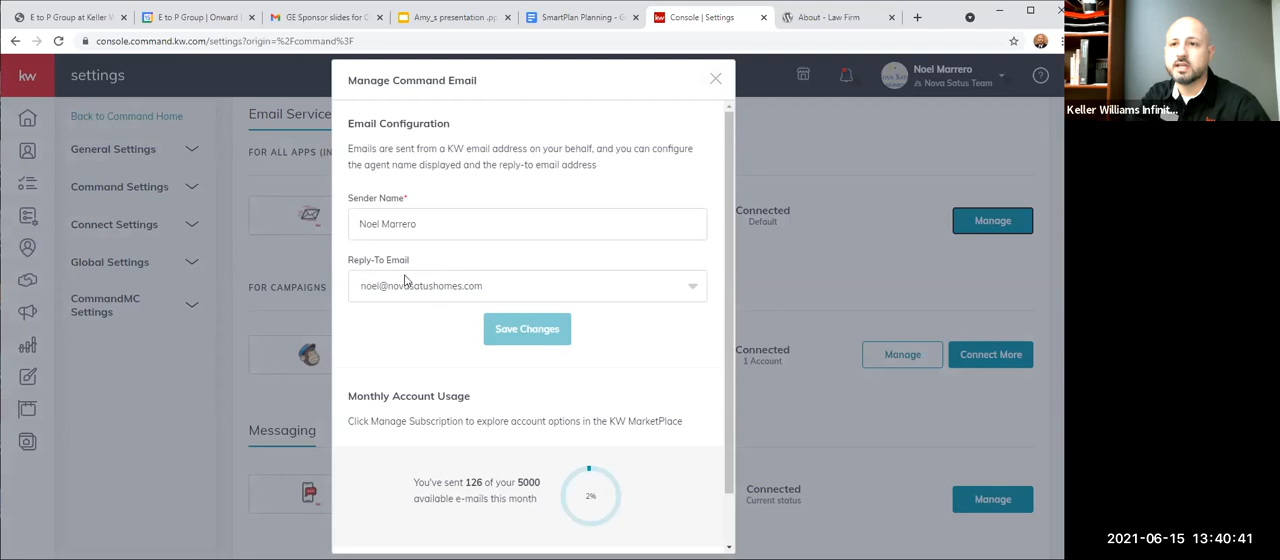 E to P Group at Keller W
E to P Group | Onward
GE Sponsor slides for C
Amy_s presentation .pp
SmartPlan Planning - Go
Console | Settings
About - Law Firm
console.command.kw.com/settings?origin=%2Fcommand%3F
kw
settings
Noel Marrero
Nova Satus Team
Keller Williams Infinit...
Back to Command Home
General Settings
Command Settings
Connect Settings
Global Settings
CommandMC
Settings
Email Service
FOR ALL APPS (IN
FOR CAMPAIGNS
Messaging
Manage Command Email
Email Configuration
Emails are sent from a KW email address on your behalf, and you can configure
the agent name displayed and the reply-to email address
Sender Name*
Noel Marrero
Reply-To Email
noel@novasatushomes.com
Save Changes
Monthly Account Usage
Click Manage Subscription to explore account options in the KW MarketPlace
You've sent 126 of your 5000
available e-mails this month
2%
Connected
Default
Manage
Connected
1 Account
Manage
Connect More
Connected
Current status
Manage
2021-06-15 13:40:41